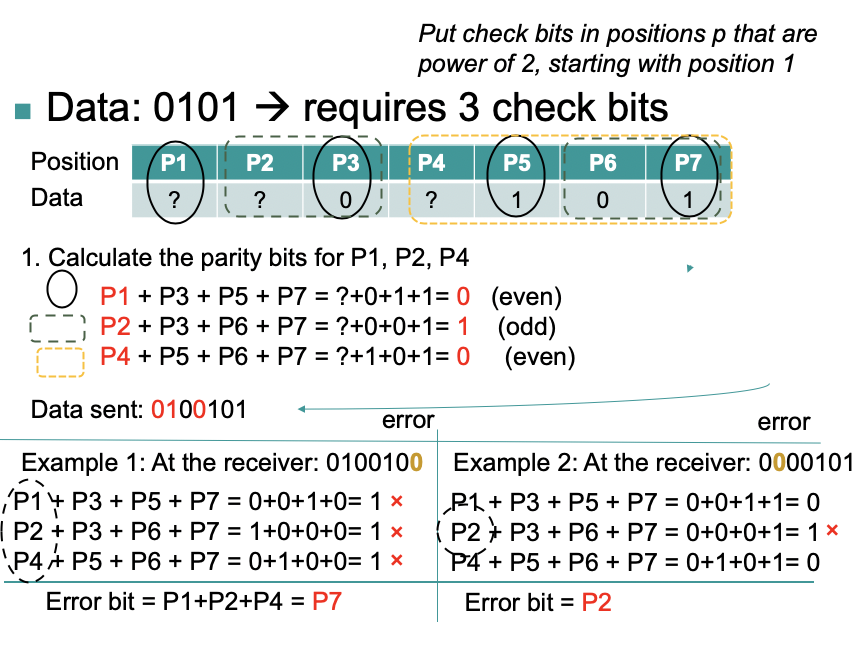 Put check bits in positions p that are
power of 2, starting with position 1
Data: 0101 → requires 3 check bits
Position P1 P2 P3 P4 P5 P6 P7
Data ? ? 0 ? 1 0 1
1. Calculate the parity bits for P1, P2, P4
P1 + P3 + P5 + P7 = ?+0+1+1= 0 (even)
P2 + P3 + P6 + P7 = ?+0+0+1= 1 (odd)
P4 + P5 + P6 + P7 = ?+1+0+1= 0 (even)
Data sent: 0100101
error
error
Example 1: At the receiver: 0100100
P1 + P3 + P5 + P7 = 0+0+1+0= 1 ×
P2 + P3 + P6 + P7 = 1+0+0+0= 1 ×
P4 + P5 + P6 + P7 = 0+1+0+0= 1 ×
Error bit = P1+P2+P4 = P7
Example 2: At the receiver: 0000101
P1 + P3 + P5 + P7 = 0+0+1+1= 0
P2 + P3 + P6 + P7 = 0+0+0+1= 1 ×
P4 + P5 + P6 + P7 = 0+1+0+1= 0
Error bit = P2